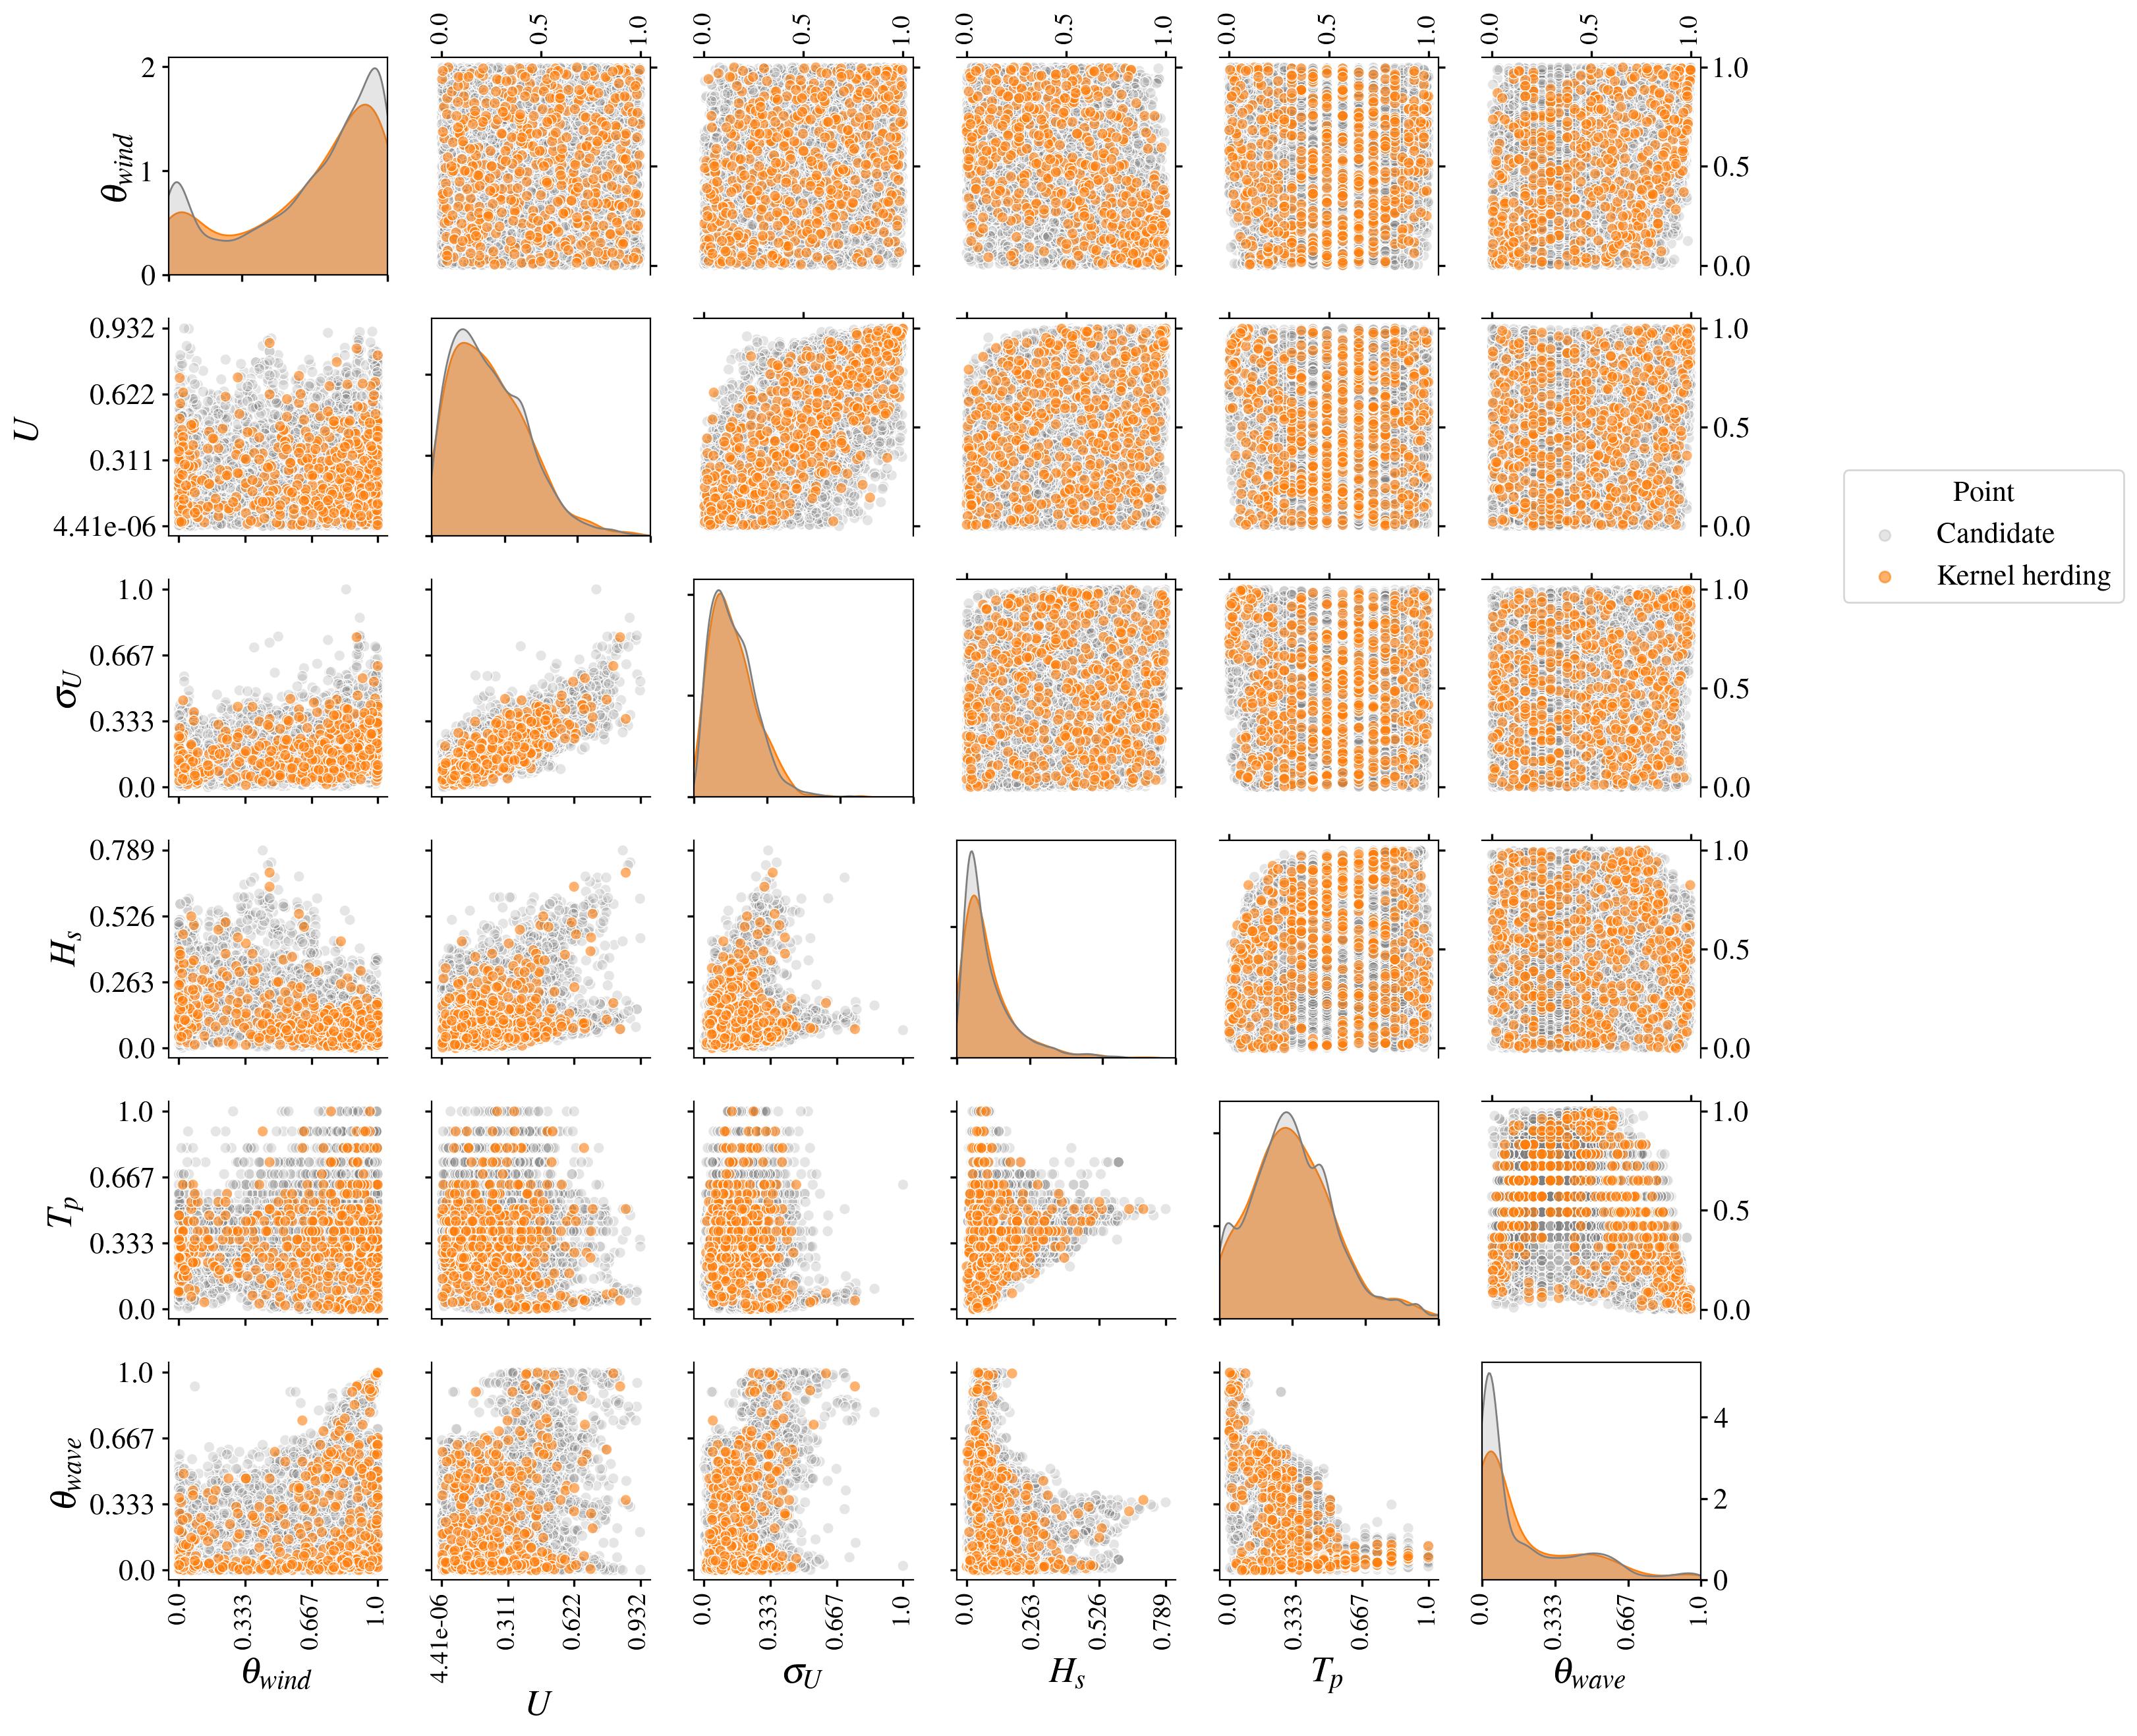 0.0 0.5 1.0 0.0 0.5 1.0 0.0 0.5 1.0 0.0 0.5 1.0 0.0 0.5 1.0
2 1.0
θwind
1 0.5
0 0.0
0.932 1.0
0.622
U 0.5
0.311
4.41e-06 0.0
Point
Candidate
Kernel herding
1.0 1.0
0.667
σU 0.5
0.333
0.0 0.0
0.789 1.0
0.526
Hs 0.5
0.263
0.0 0.0
1.0 1.0
0.667
Tp 0.5
0.333
0.0 0.0
1.0
4
0.667
θwave
2
0.333
0.0 0
0.0 0.333 0.667 1.0 4.41e-06 0.311 0.622 0.932 0.0 0.333 0.667 1.0 0.0 0.263 0.526 0.789 0.0 0.333 0.667 1.0 0.0 0.333 0.667 1.0
θwind U σU Hs Tp θwave